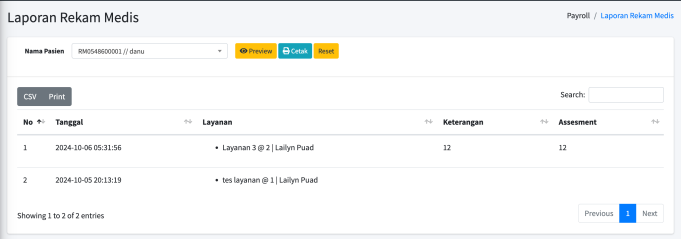 Laporan Rekam Medis
Payroll / Laporan Rekam Medis
Nama Pasien RM0548600001 // danu Preview Cetak Reset
CSV Print
Search:
No Tanggal Layanan Keterangan Assesment
1 2024-10-06 05:31:56 • Layanan 3 @ 2 | Lailyn Puad 12 12
2 2024-10-05 20:13:19 • tes layanan @ 1 | Lailyn Puad
Showing 1 to 2 of 2 entries
Previous 1 Next